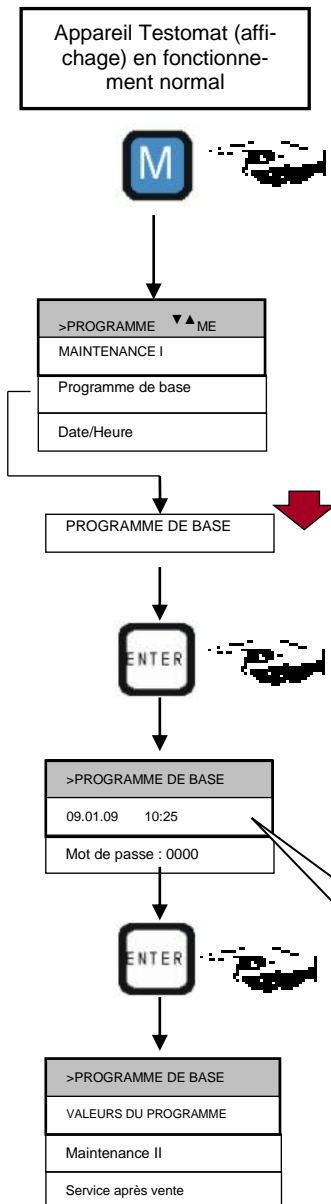 Appareil Testomat (affi-
chage) en fonctionne-
ment normal
M
>PROGRAMME ▼▲ ME
MAINTENANCE I
Programme de base
Date/Heure
PROGRAMME DE BASE
ENTER
>PROGRAMME DE BASE
09.01.09 10:25
Mot de passe : 0000
ENTER
>PROGRAMME DE BASE
VALEURS DU PROGRAMME
Maintenance II
Service après vente